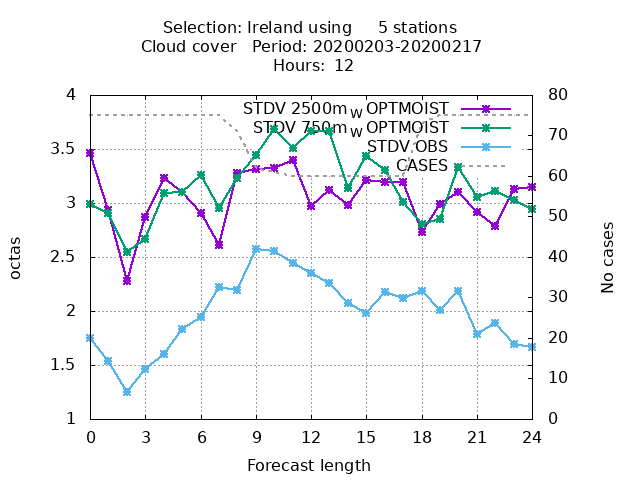 Selection: Ireland using 5 stations
Cloud cover Period: 20200203-20200217
Hours: 12
STDV 2500m_W OPTMOIST
STDV 750m_W OPTMOIST
STDV OBS
CASES
octas
No cases
4
3.5
3
2.5
2
1.5
1
80
70
60
50
40
30
20
10
0
0 3 6 9 12 15 18 21 24
Forecast length